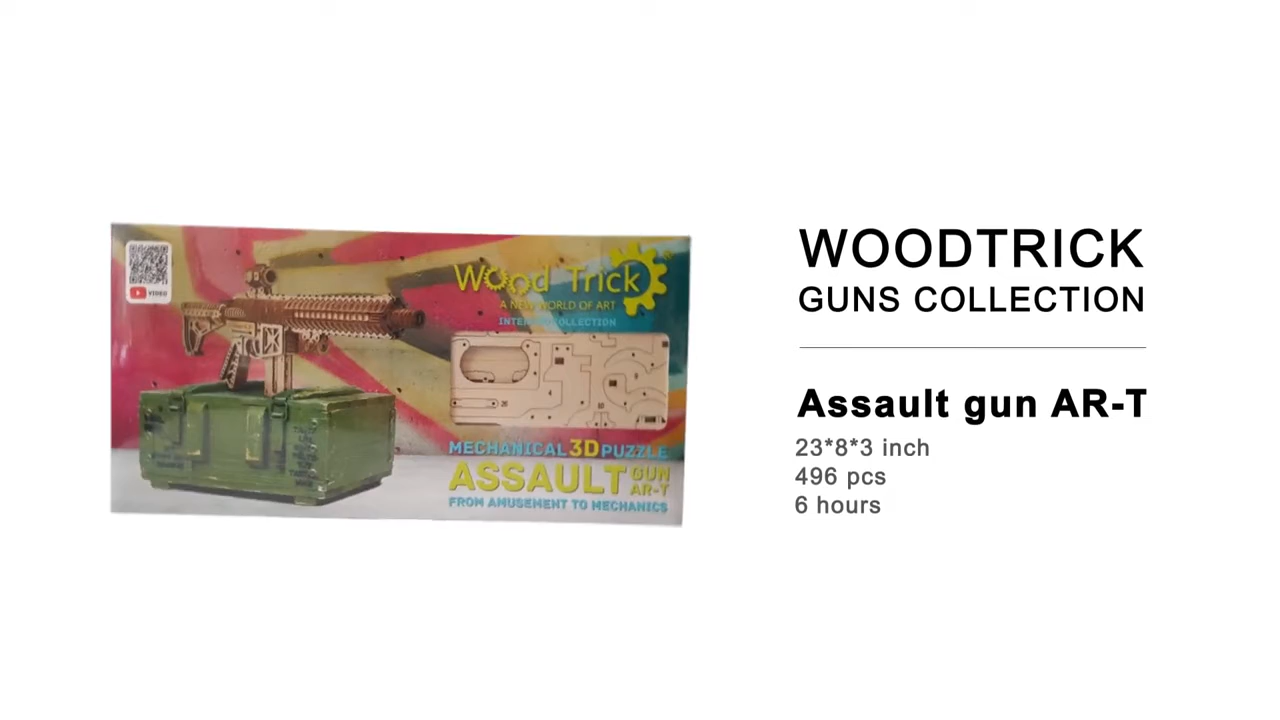 VIDEO
Wood Trick
A NEW WORLD OF ART
MECHANICAL 3D PUZZLE
ASSAULT GUN
AR-T
FROM AMUSEMENT TO MECHANICS
WOODTRICK
GUNS COLLECTION
Assault gun AR-T
23*8*3 inch
496 pcs
6 hours